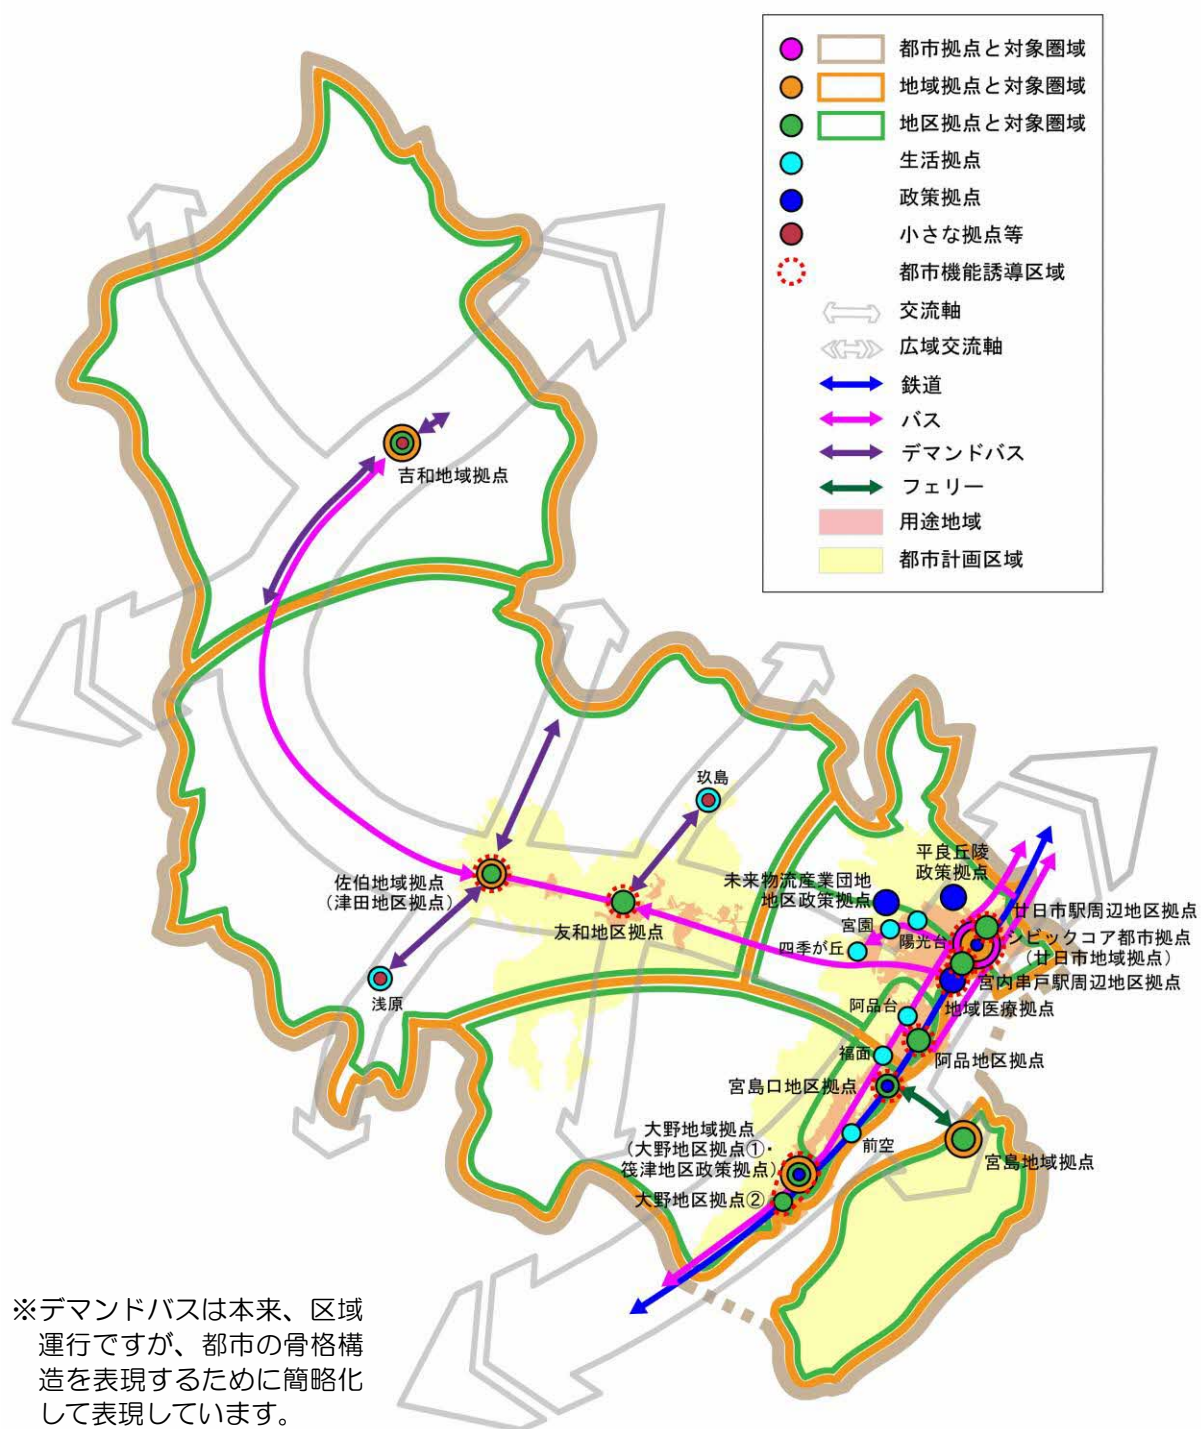 都市拠点と対象圏域
地域拠点と対象圏域
地区拠点と対象圏域
生活拠点
政策拠点
小さな拠点等
都市機能誘導区域
交流軸
広域交流軸
鉄道
バス
デマンドバス
フェリー
用途地域
都市計画区域
吉和地域拠点
玖島
佐伯地域拠点
（津田地区拠点）
友和地区拠点
浅原
平良丘陵
政策拠点
未来物流産業団地
地区政策拠点
宮園
陽光台
四季が丘
廿日市駅周辺地区拠点
シビックコア都市拠点
（廿日市地域拠点）
宮内串戸駅周辺地区拠点
地域医療拠点
阿品台
阿品地区拠点
福面
宮島口地区拠点
前空
宮島地域拠点
大野地域拠点
（大野地区拠点①・
筏津地区政策拠点）
大野地区拠点②
※デマンドバスは本来、区域
運行ですが、都市の骨格構
造を表現するために簡略化
して表現しています。